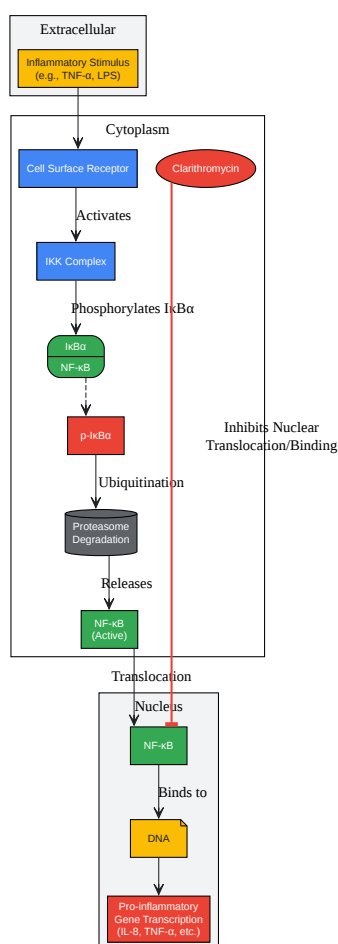 Extracellular
Inflammatory Stimulus
(e.g., TNF-α, LPS)
Cytoplasm
Cell Surface Receptor
Clarithromycin
Activates
IKK Complex
Phosphorylates IκBα
IκBα
NF-κB
p-IκBα
Inhibits Nuclear
Translocation/Binding
Ubiquitination
Proteasome
Degradation
Releases
NF-κB
(Active)
Translocation
Nucleus
NF-κB
Binds to
DNA
Pro-inflammatory
Gene Transcription
(IL-8, TNF-α, etc.)